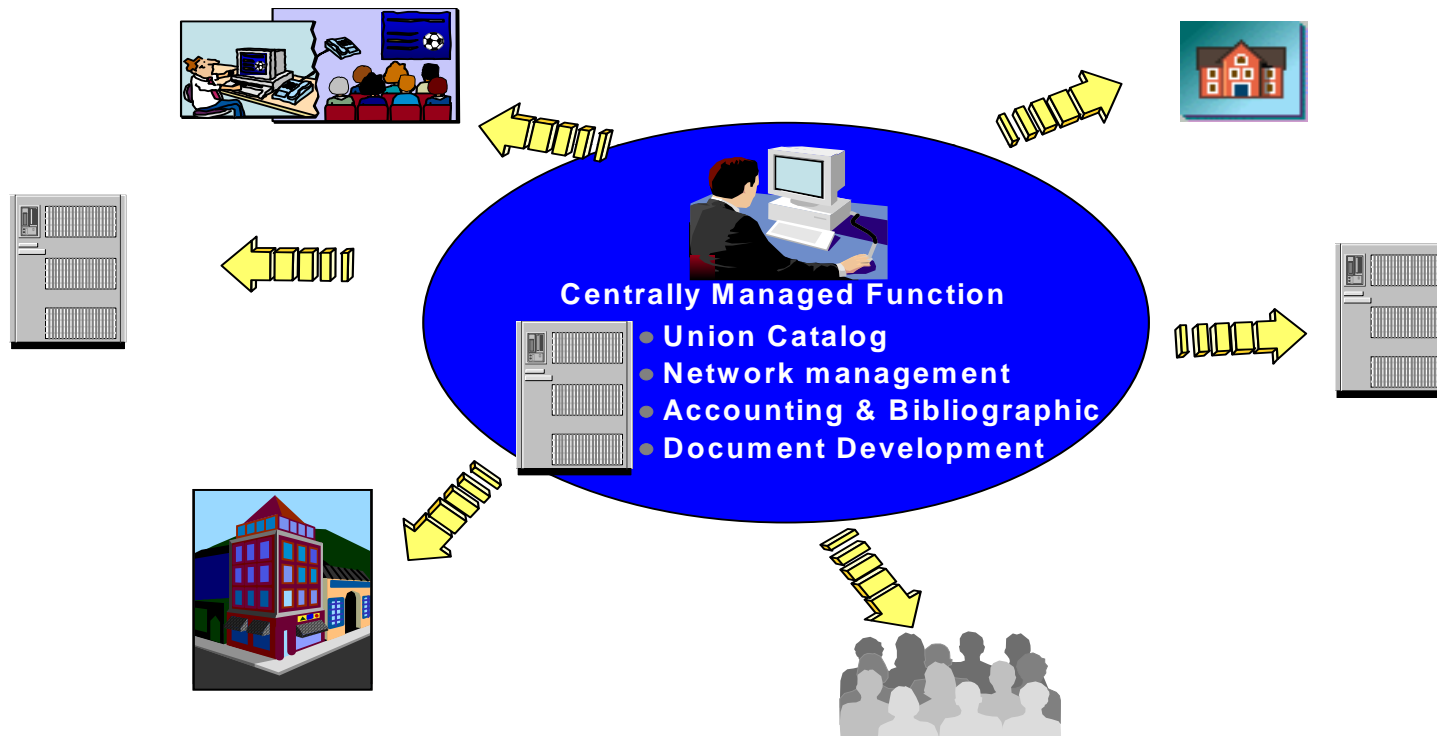 Centrally Managed Function
● Union Catalog
● Network management
● Accounting & Bibliographic
● Document Development